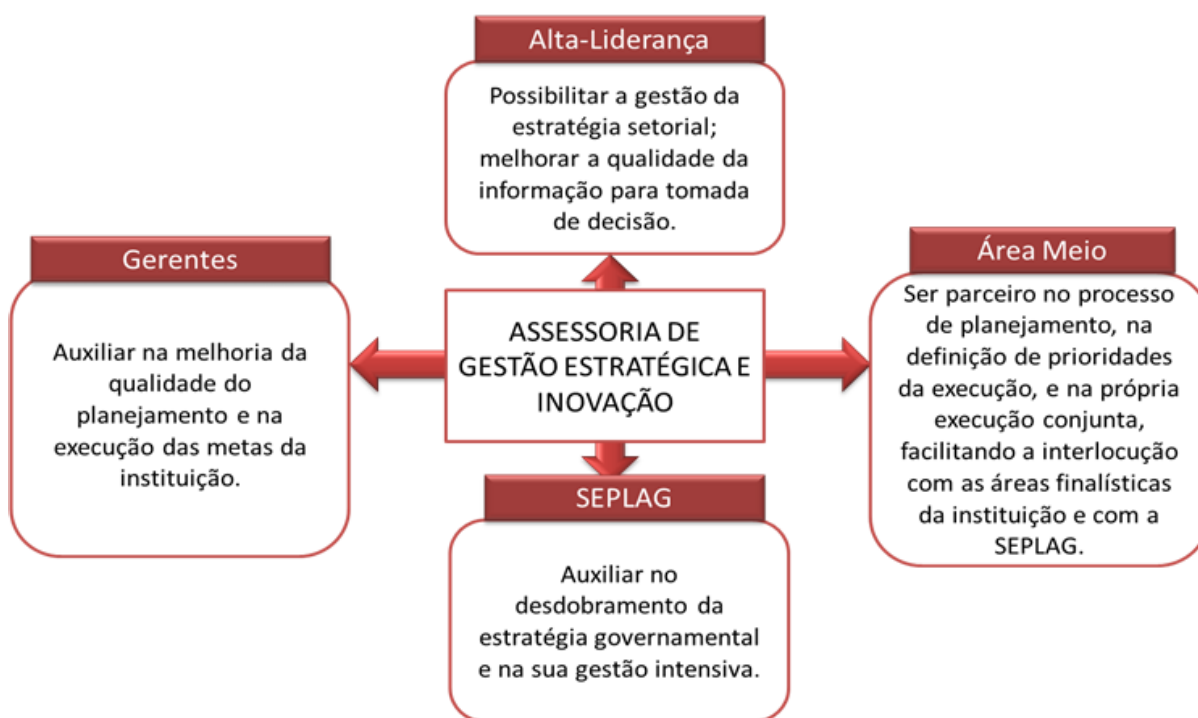 Alta-Liderança
Possibilitar a gestão da
estratégia setorial;
melhorar a qualidade da
informação para tomada
de decisão.
Gerentes
Auxiliar na melhoria da
qualidade do
planejamento e na
execução das metas da
instituição.
ASSESSORIA DE
GESTÃO ESTRATÉGICA E
INOVAÇÃO
Área Meio
Ser parceiro no processo
de planejamento, na
definição de prioridades
da execução, e na própria
execução conjunta,
facilitando a interlocução
com as áreas finalísticas
da instituição e com a
SEPLAG.
SEPLAG
Auxiliar no
desdobramento da
estratégia governamental
e na sua gestão intensiva.